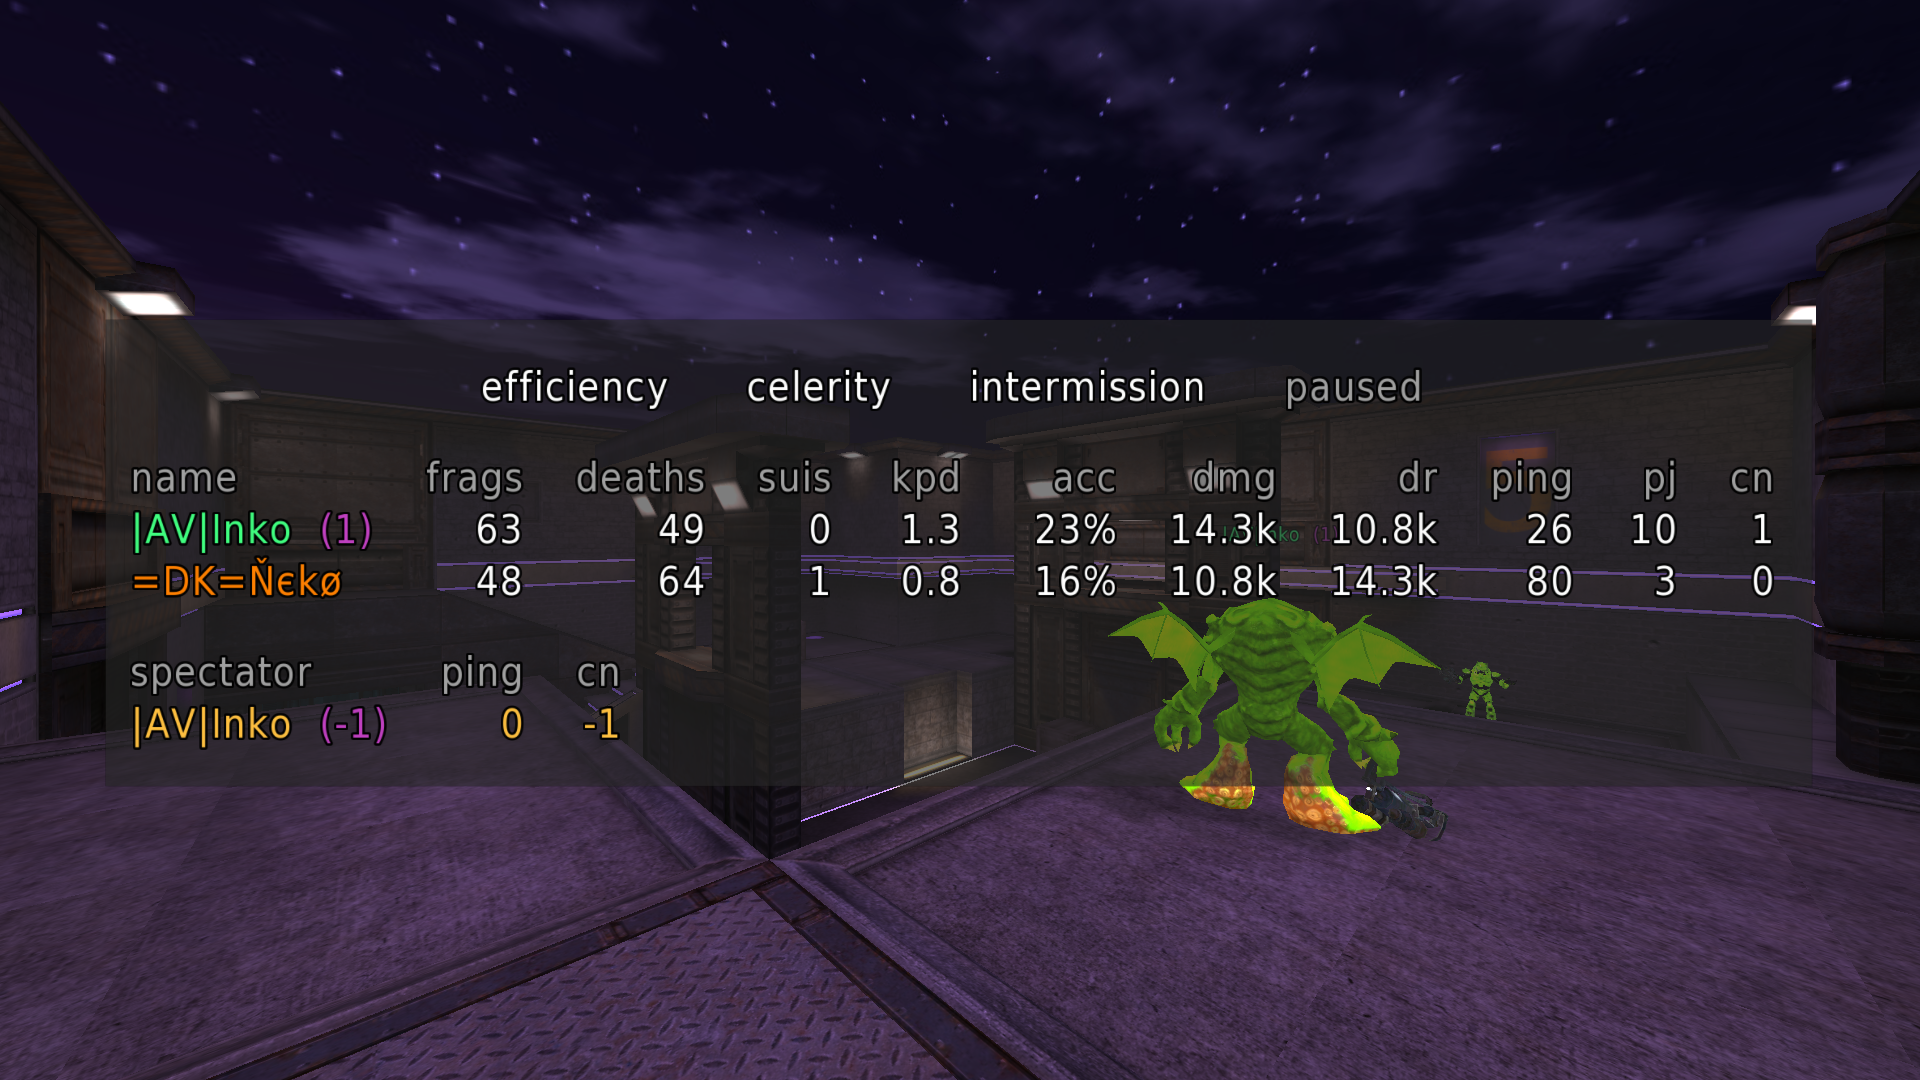 efficiency celerity intermission paused
name frags deaths suis kpd acc dmg dr ping pj cn
|AV|Inko (1) 63 49 0 1.3 23% 14.3k 10.8k 26 10 1
=DK=Ňєkø 48 64 1 0.8 16% 10.8k 14.3k 80 3 0
spectator ping cn
|AV|Inko (-1) 0 -1